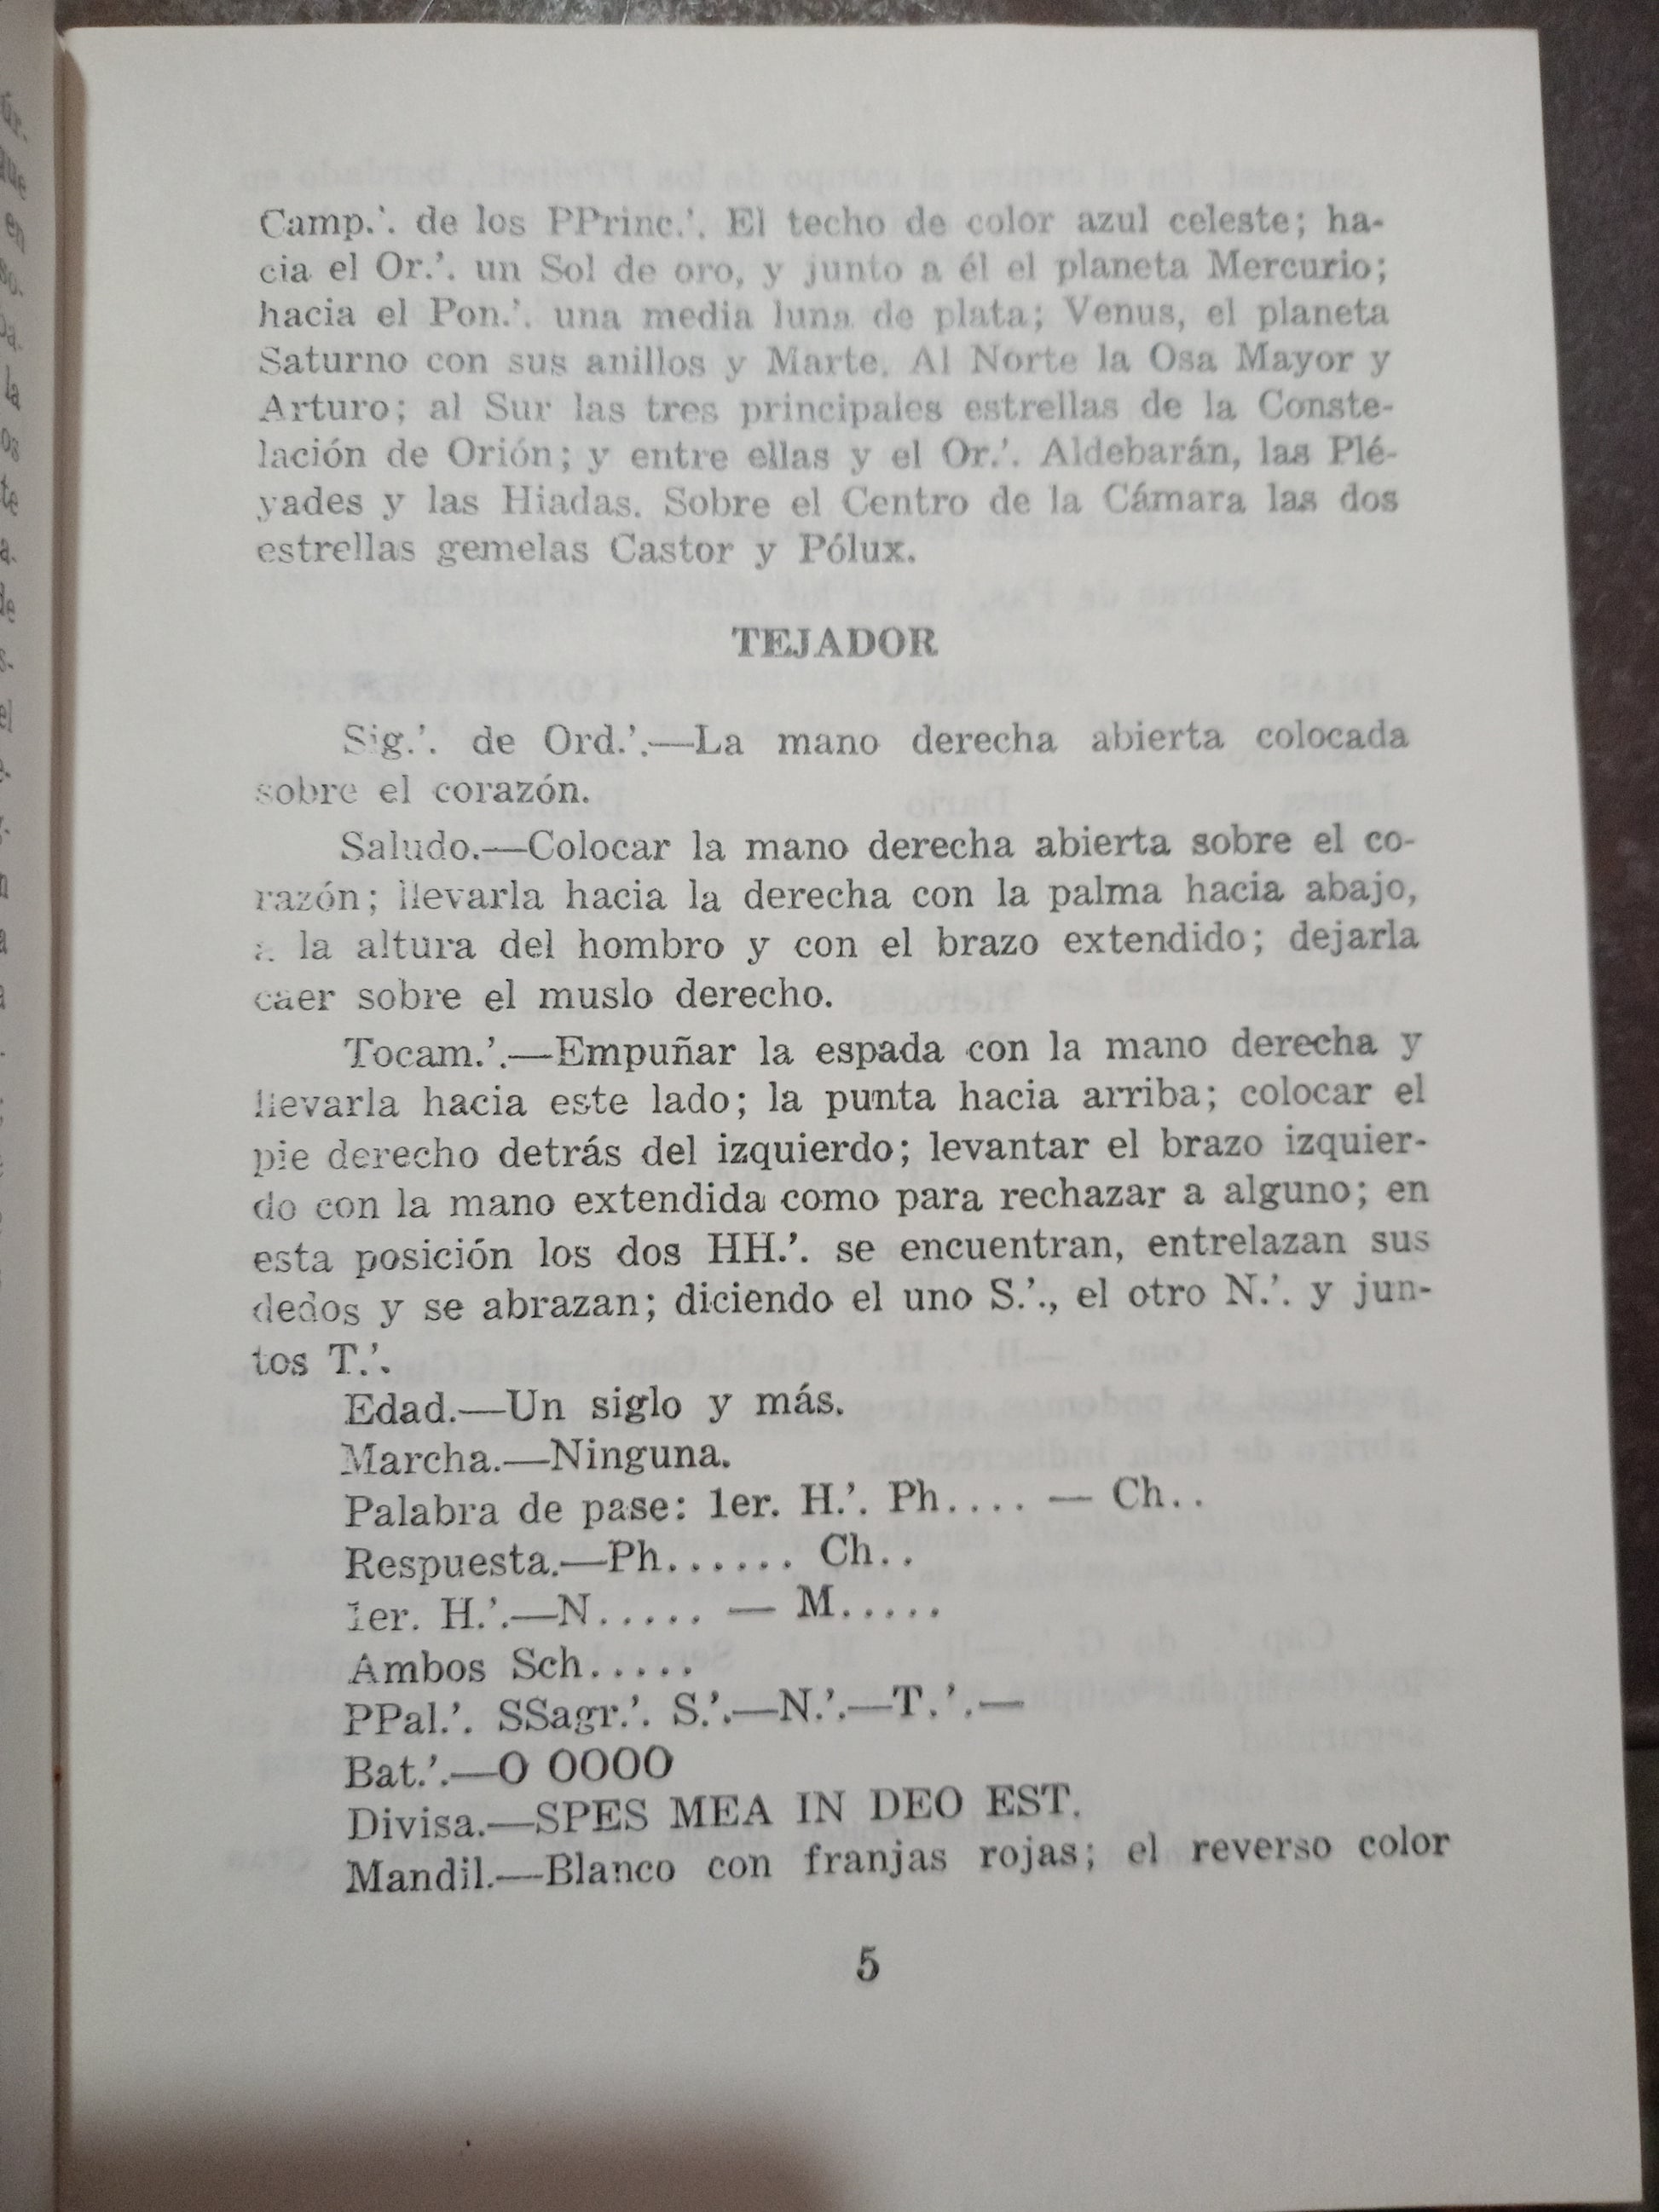 Camp.'. de los PPrinc.'. El techo de color azul celeste; ha-
cia el Or.'. un Sol de oro, y junto a él el planeta Mercurio;
hacia el Pon.'. una media luna de plata; Venus, el planeta
Saturno con sus anillos y Marte. Al Norte la Osa Mayor y
Arturo; al Sur las tres principales estrellas de la Conste-
lación de Orión; y entre ellas y el Or.'. Aldebarán, las Plé-
yades y las Hiadas. Sobre el Centro de la Cámara las dos
estrellas gemelas Castor y Pólux.
TEJADOR
Sig.'. de Ord.'.—La mano derecha abierta colocada
sobre el corazón.
Saludo.—Colocar la mano derecha abierta sobre el co-
razón; llevarla hacia la derecha con la palma hacia abajo,
a la altura del hombro y con el brazo extendido; dejarla
caer sobre el muslo derecho.
Tocam.'.—Empuñar la espada con la mano derecha y
llevarla hacia este lado; la punta hacia arriba; colocar el
pie derecho detrás del izquierdo; levantar el brazo izquier-
do con la mano extendida como para rechazar a alguno; en
esta posición los dos HH.'. se encuentran, entrelazan sus
dedos y se abrazan; diciendo el uno S.'., el otro N.'. y jun-
tos T.'.
Edad.—Un siglo y más.
Marcha.—Ninguna.
Palabra de pase: 1er. H.'. Ph.... — Ch..
Respuesta.—Ph...... Ch..
1er. H.'.—N..... — M.....
Ambos Sch.....
PPal.'. SSagr.'. S.'.—N.'.—T.'.—
Bat.'.—O OOOO
Divisa.—SPES MEA IN DEO EST.
Mandil.—Blanco con franjas rojas; el reverso color
5